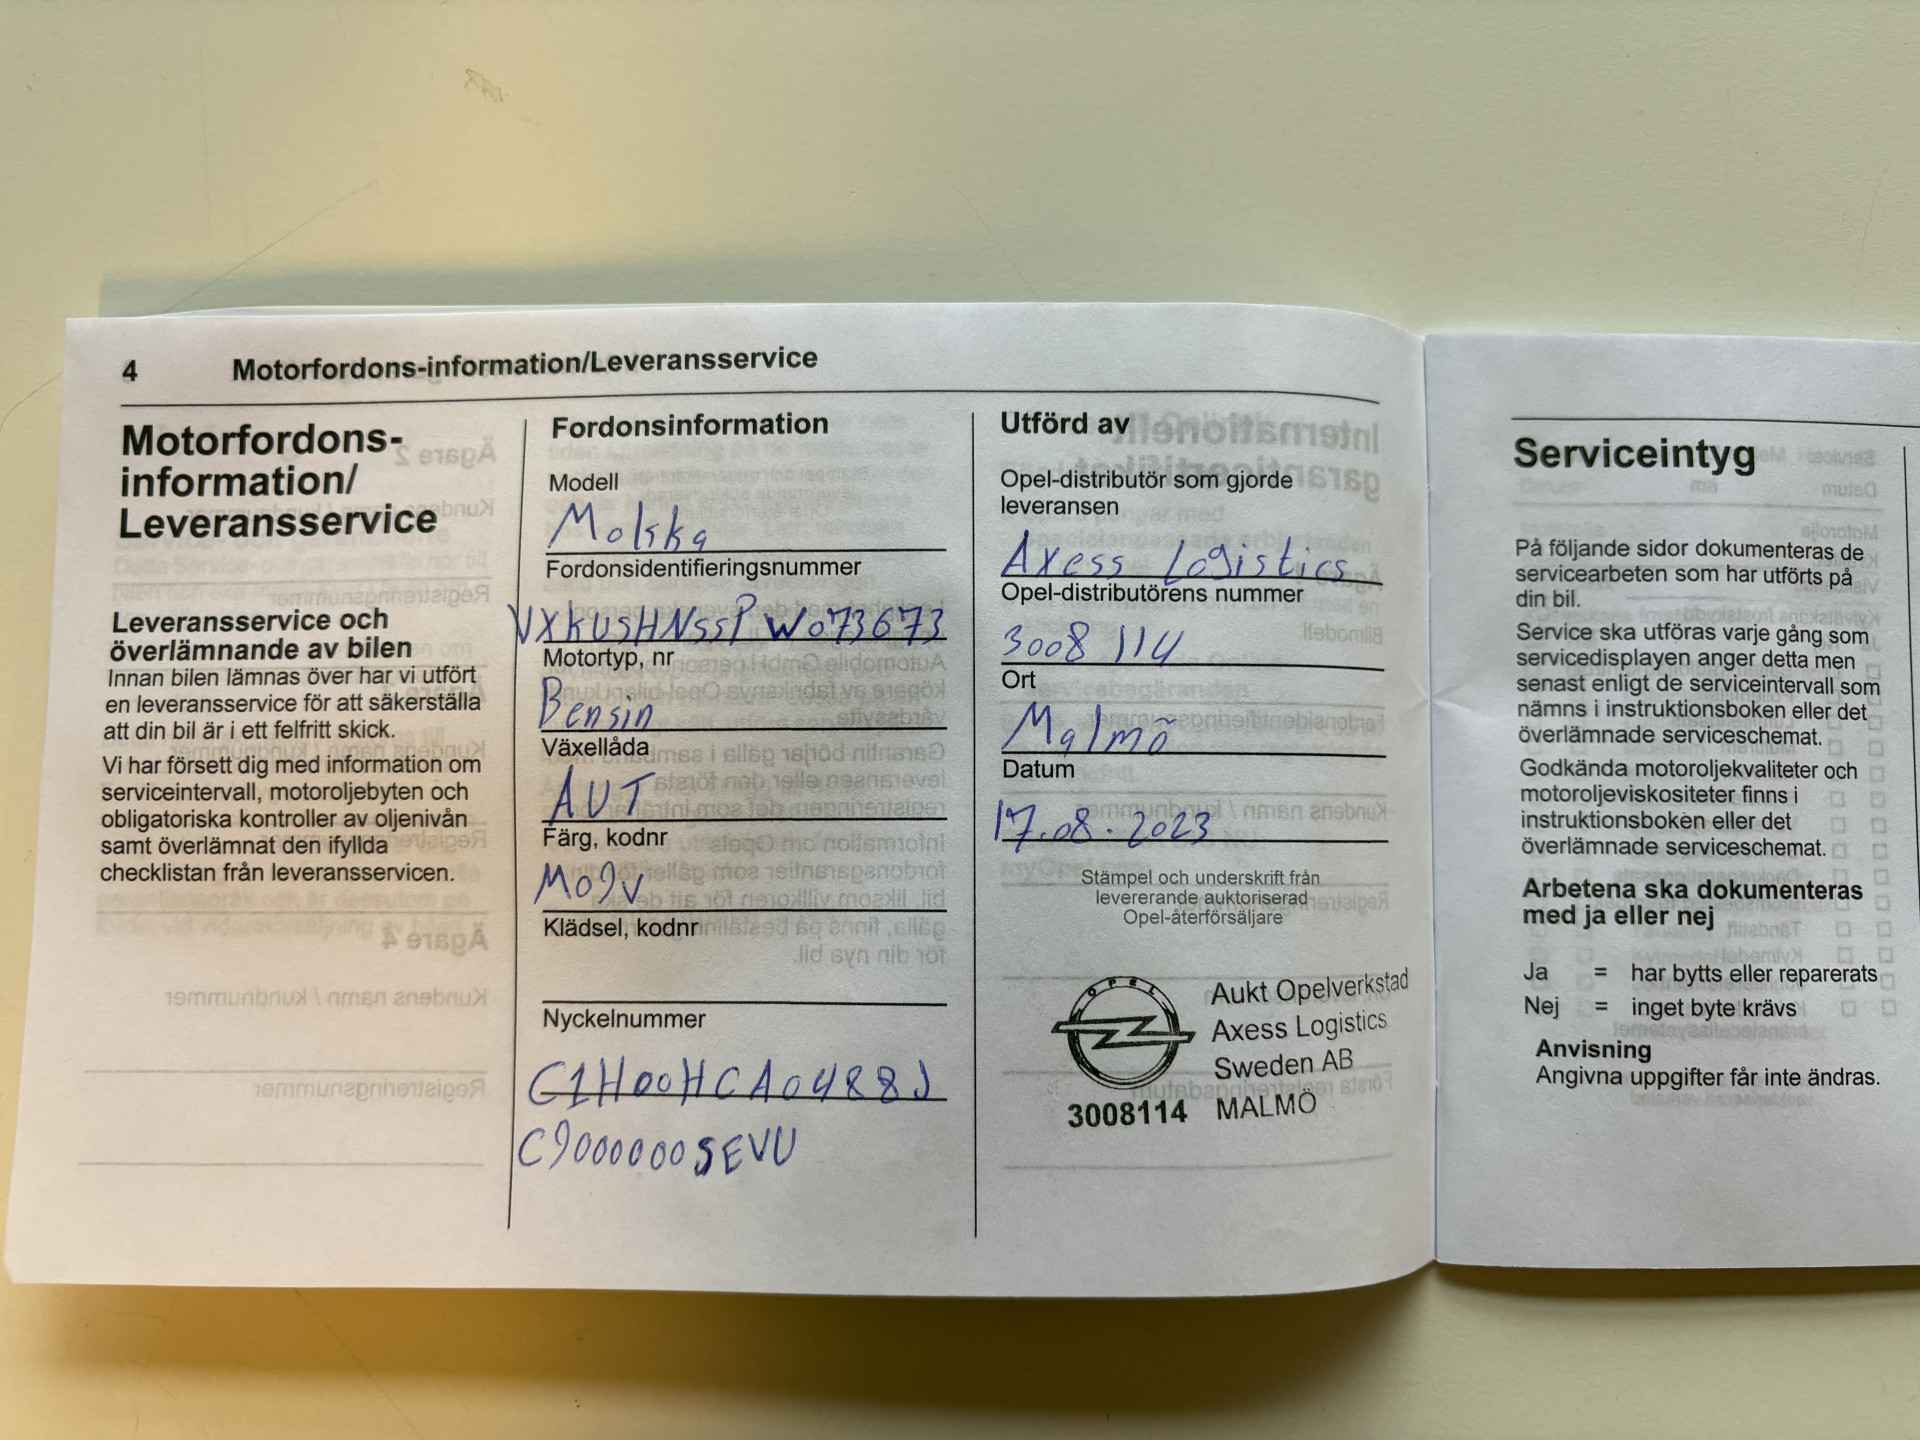 4 Motorfordons-information/Leveransservice
Motorfordons-
information/
Leveransservice
Leveransservice och
överlämnande av bilen
Innan bilen lämnas över har vi utfört
en leveransservice för att säkerställa
att din bil är i ett felfritt skick.
Vi har försett dig med information om
serviceintervall, motoroljebyten och
obligatoriska kontroller av oljenivån
samt överlämnat den ifyllda
checklistan från leveransservicen.
Fordonsinformation
Modell
Mokka
Fordonsidentifieringsnummer
VXKUSHNSSPW073673
Motortyp, nr
Bensin
Växellåda
AUT
Färg, kodnr
Mo9v
Klädsel, kodnr
Nyckelnummer
C1H00HCA0488J
C9000000SEVU
Utförd av
Opel-distributör som gjorde
leveransen
Axess Logistics
Opel-distributörens nummer
3008114
Ort
Malmö
Datum
17.08.2023
Stämpel och underskrift från
levererande auktoriserad
Opel-återförsäljare
OPEL
Aukt Opelverkstad
Axess Logistics
Sweden AB
3008114 MALMÖ
Serviceintyg
På följande sidor dokumenteras de
servicearbeten som har utförts på
din bil.
Service ska utföras varje gång som
servicedisplayen anger detta men
senast enligt de serviceintervall som
nämns i instruktionsboken eller det
överlämnade serviceschemat.
Godkända motoroljekvaliteter och
motoroljeviskositeter finns i
instruktionsboken eller det
överlämnade serviceschemat.
Arbetena ska dokumenteras
med ja eller nej
Ja = har bytts eller reparerats
Nej = inget byte krävs
Anvisning
Angivna uppgifter får inte ändras.